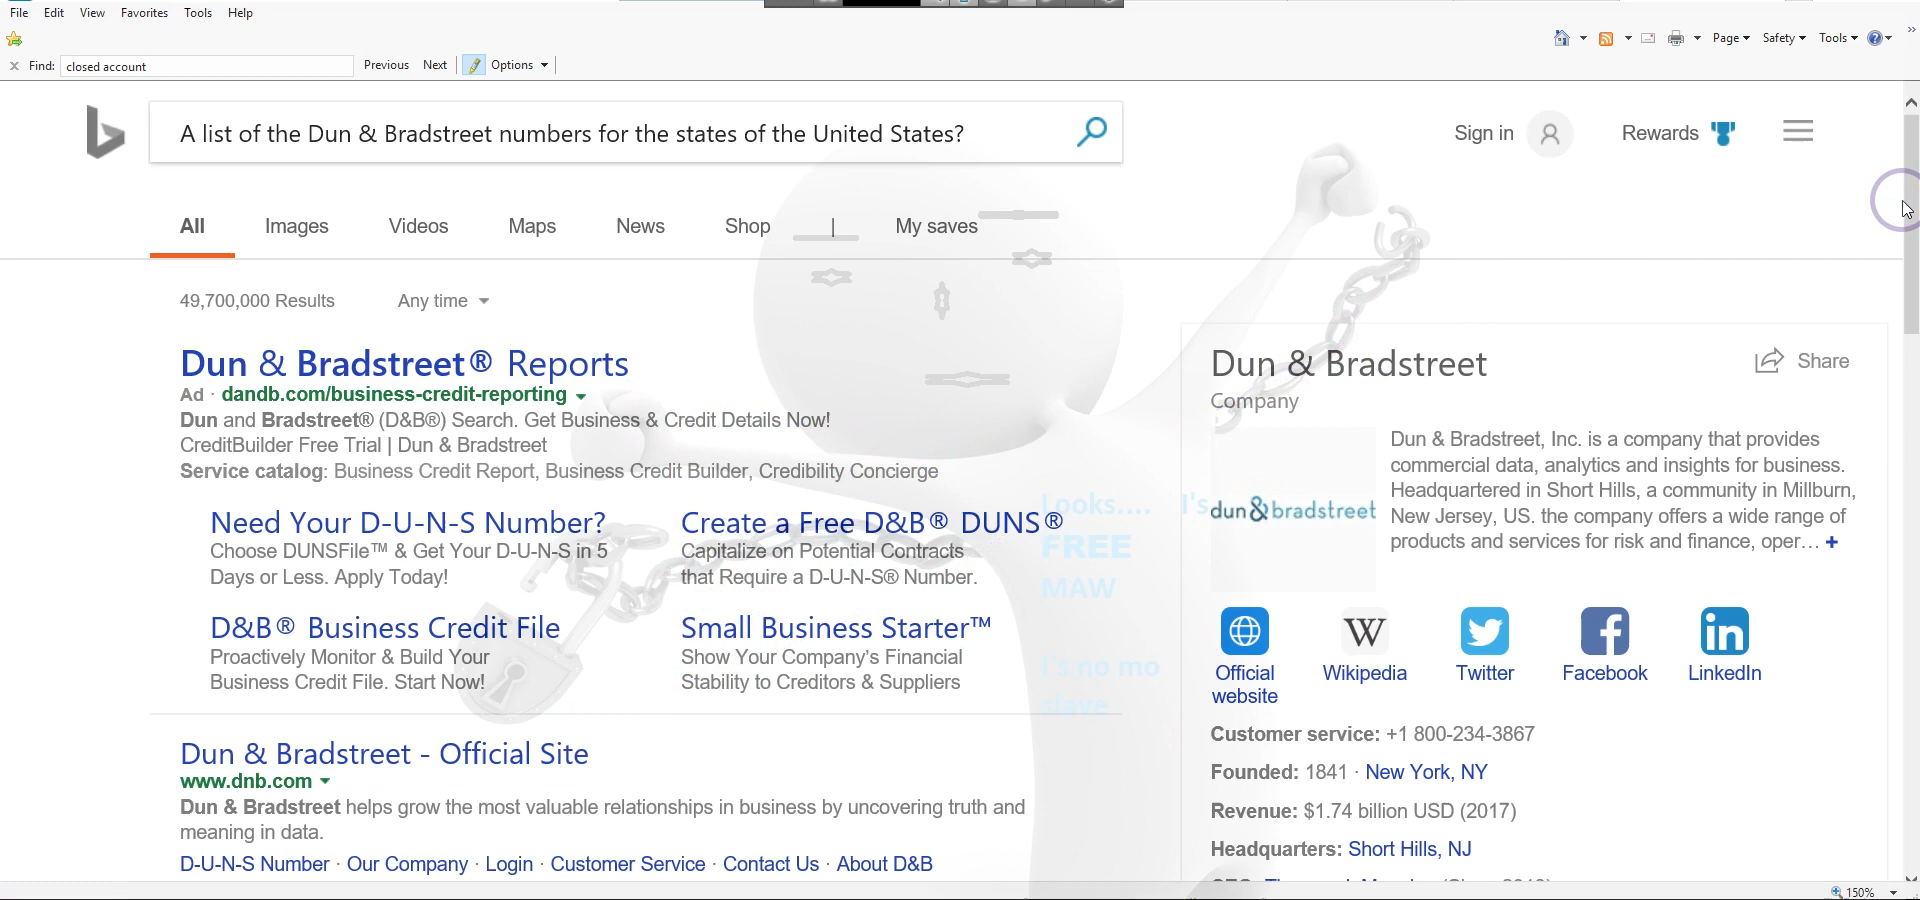 File Edit View Favorites Tools Help
Page Safety Tools
Find: closed account Previous Next Options
A list of the Dun & Bradstreet numbers for the states of the United States?
Sign in Rewards
All Images Videos Maps News Shop | My saves
49,700,000 Results Any time
Dun & Bradstreet® Reports
Ad · dandb.com/business-credit-reporting
Dun and Bradstreet® (D&B®) Search. Get Business & Credit Details Now!
CreditBuilder Free Trial | Dun & Bradstreet
Service catalog: Business Credit Report, Business Credit Builder, Credibility Concierge
Need Your D-U-N-S Number?
Choose DUNSFile™ & Get Your D-U-N-S in 5
Days or Less. Apply Today!
Create a Free D&B® DUNS®
Capitalize on Potential Contracts
that Require a D-U-N-S® Number.
D&B® Business Credit File
Proactively Monitor & Build Your
Business Credit File. Start Now!
Small Business Starter™
Show Your Company's Financial
Stability to Creditors & Suppliers
Looks.... I's
FREE
MAW
I's no mo
slave
Dun & Bradstreet - Official Site
www.dnb.com
Dun & Bradstreet helps grow the most valuable relationships in business by uncovering truth and
meaning in data.
D-U-N-S Number · Our Company · Login · Customer Service · Contact Us · About D&B
Dun & Bradstreet
Share
Company
dun&bradstreet
Dun & Bradstreet, Inc. is a company that provides
commercial data, analytics and insights for business.
Headquartered in Short Hills, a community in Millburn,
New Jersey, US. the company offers a wide range of
products and services for risk and finance, oper... +
Official
website
Wikipedia
Twitter
Facebook
LinkedIn
Customer service: +1 800-234-3867
Founded: 1841 · New York, NY
Revenue: $1.74 billion USD (2017)
Headquarters: Short Hills, NJ
150%